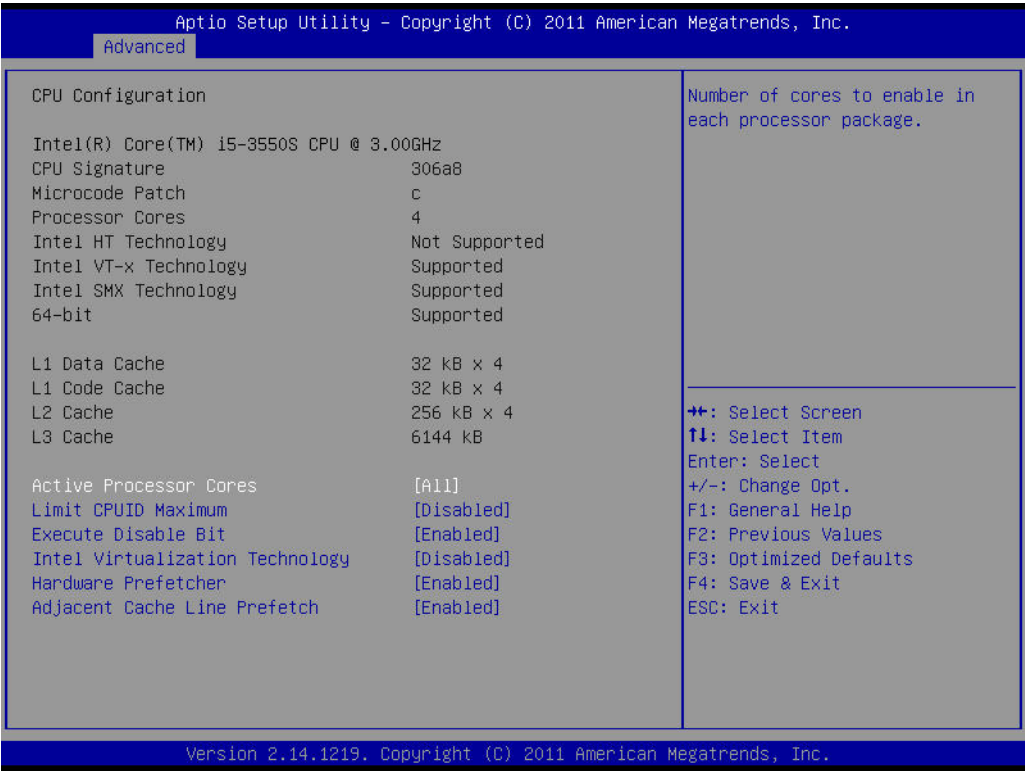 Aptio Setup Utility – Copyright (C) 2011 American Megatrends, Inc.
Advanced
CPU Configuration
Intel(R) Core(TM) i5-3550S CPU @ 3.00GHz
CPU Signature 306a8
Microcode Patch c
Processor Cores 4
Intel HT Technology Not Supported
Intel VT-x Technology Supported
Intel SMX Technology Supported
64-bit Supported
L1 Data Cache 32 kB x 4
L1 Code Cache 32 kB x 4
L2 Cache 256 kB x 4
L3 Cache 6144 kB
Active Processor Cores [All]
Limit CPUID Maximum [Disabled]
Execute Disable Bit [Enabled]
Intel Virtualization Technology [Disabled]
Hardware Prefetcher [Enabled]
Adjacent Cache Line Prefetch [Enabled]
Number of cores to enable in
each processor package.
→←: Select Screen
↑↓: Select Item
Enter: Select
+/-: Change Opt.
F1: General Help
F2: Previous Values
F3: Optimized Defaults
F4: Save & Exit
ESC: Exit
Version 2.14.1219. Copyright (C) 2011 American Megatrends, Inc.